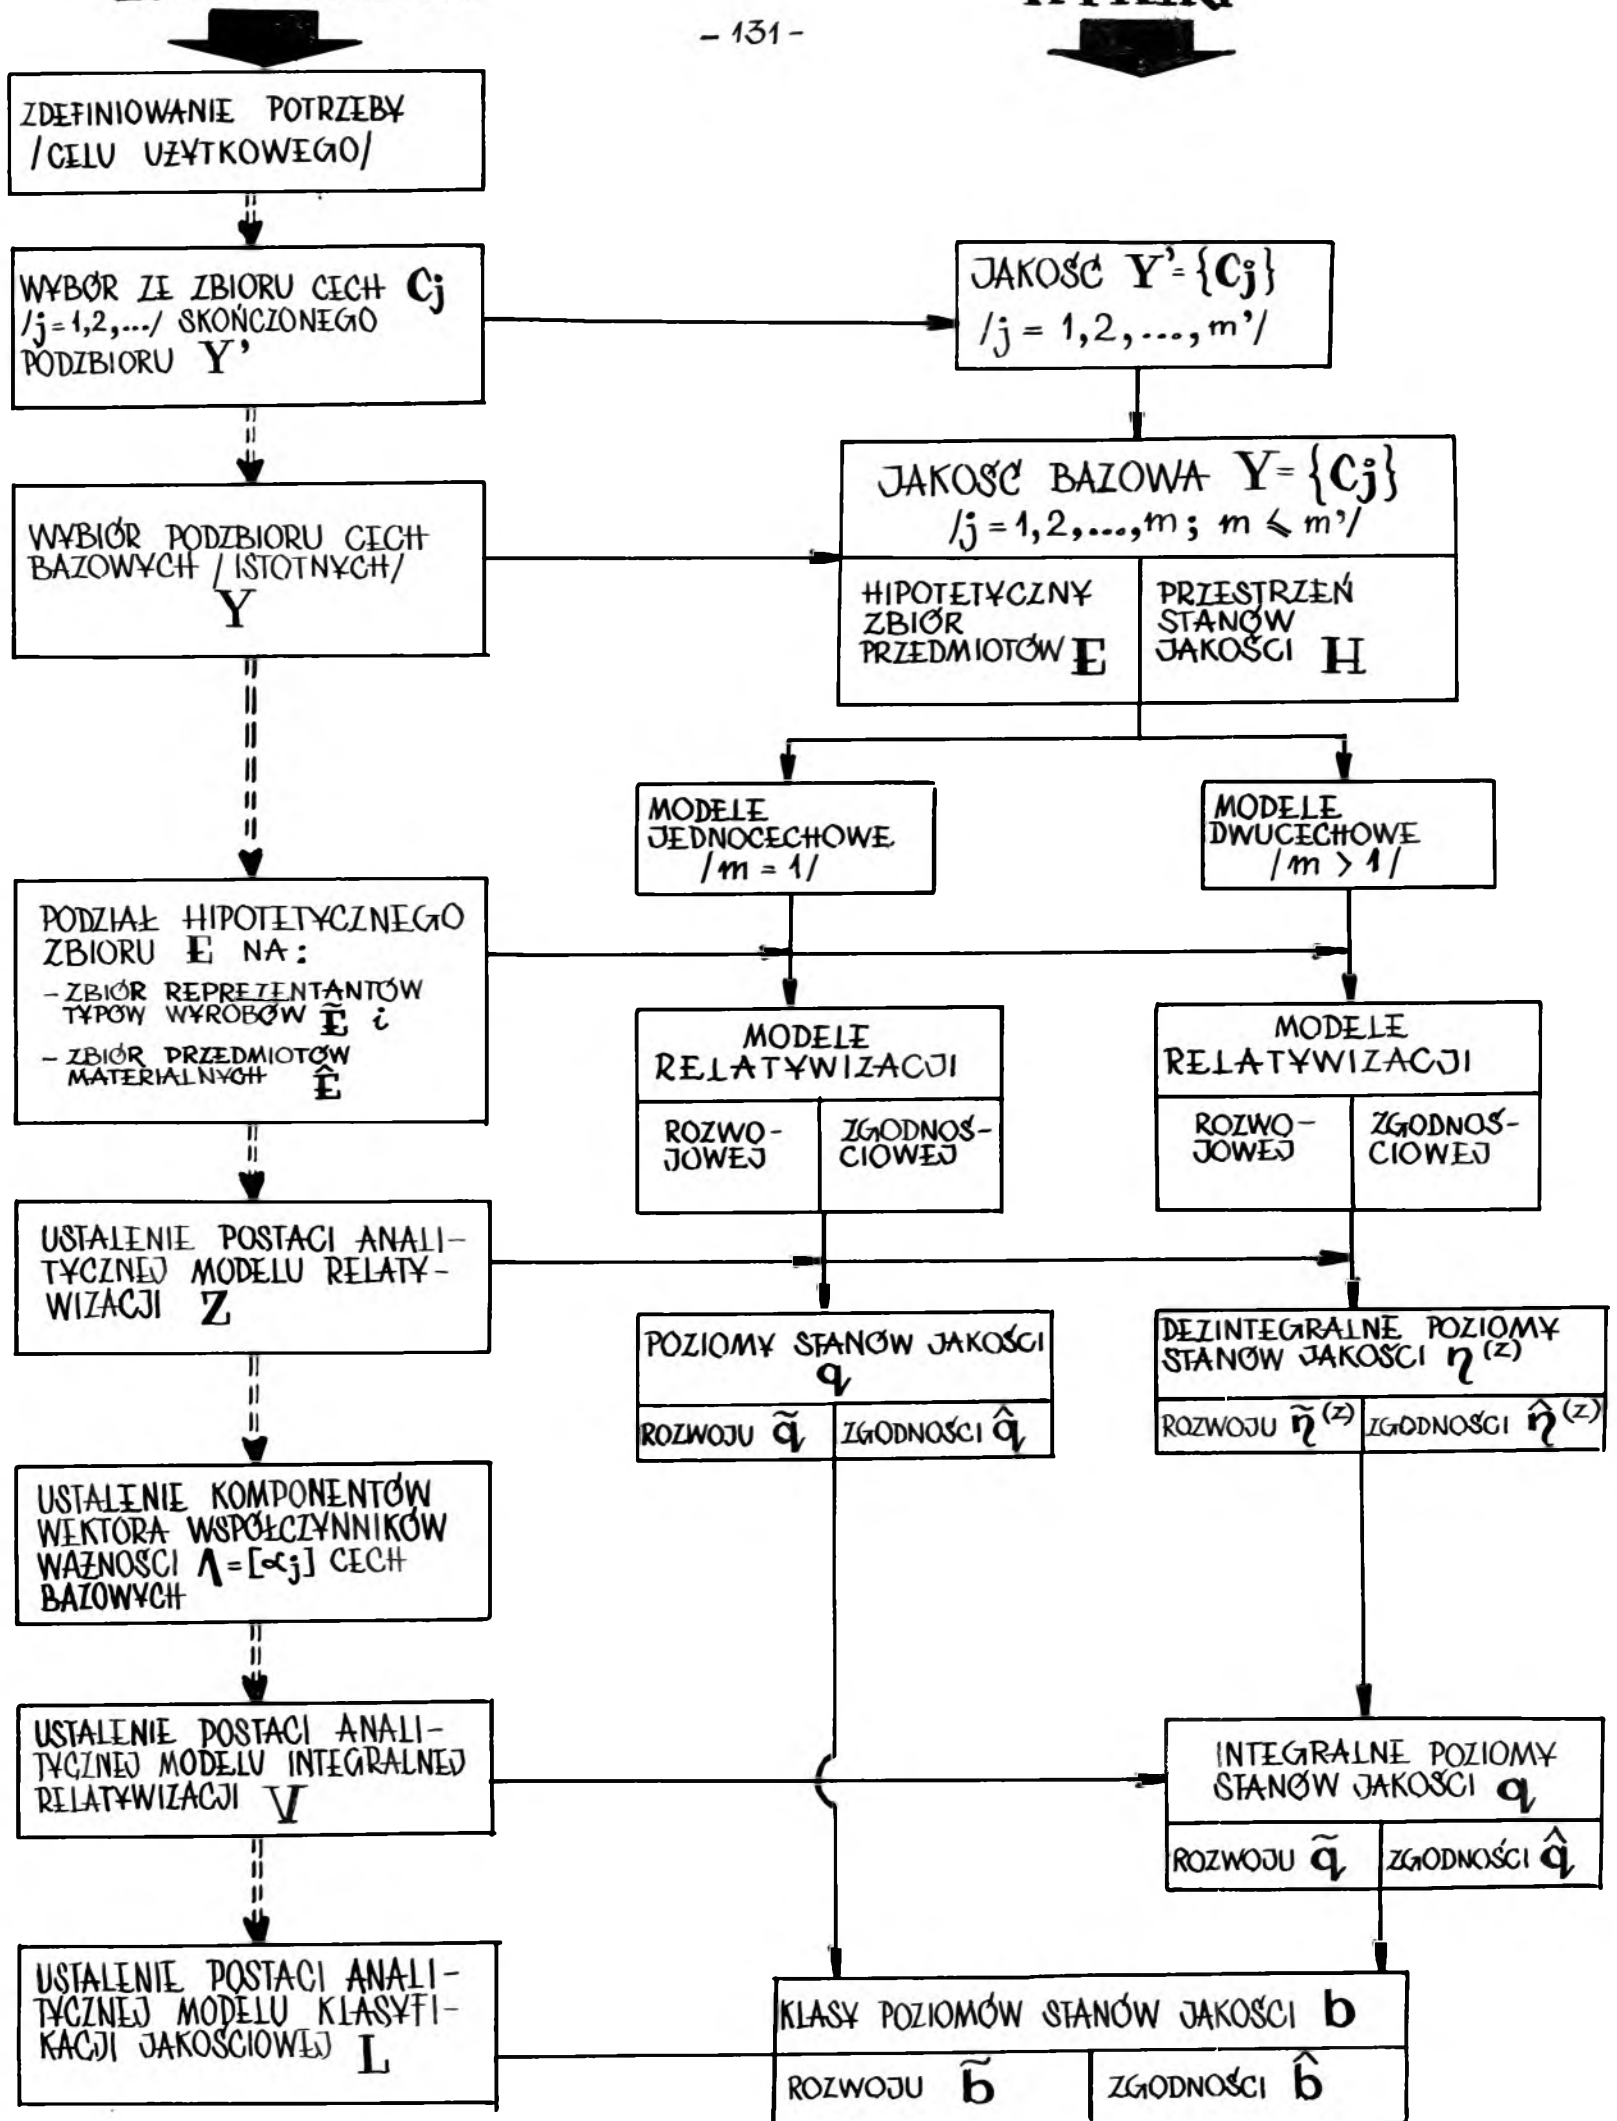 - 131 -
ZDEFINIOWANIE POTRZEBY
/CELU UŻYTKOWEGO/
WYBÓR ZE ZBIORU CECH Cj
/j=1,2,.../ SKOŃCZONEGO
PODZBIORU Y'
JAKOŚĆ Y'= {Cj}
/j = 1,2,...,m'/
WYBIÓR PODZBIORU CECH
BAZOWYCH /ISTOTNYCH/
Y
JAKOŚĆ BAZOWA Y= {Cj}
/j=1,2,...,m; m ⩽ m'/
HIPOTETYCZNY
ZBIÓR
PRZEDMIOTÓW E
PRZESTRZEŃ
STANÓW
JAKOŚCI H
MODELE
JEDNOCECHOWE
/m = 1/
MODELE
DWUCECHOWE
/m > 1/
PODZIAŁ HIPOTETYCZNEGO
ZBIORU E NA:
- ZBIÓR REPREZENTANTÓW
TYPÓW WYROBÓW Ẽ i
- ZBIÓR PRZEDMIOTÓW
MATERIALNYCH Ê
MODELE
RELATYWIZACJI
ROZWO-
JOWEJ
ZGODNOŚ-
CIOWEJ
MODELE
RELATYWIZACJI
ROZWO-
JOWEJ
ZGODNOŚ-
CIOWEJ
USTALENIE POSTACI ANALI-
TYCZNEJ MODELU RELATY-
WIZACJI Z
POZIOMY STANÓW JAKOŚCI
q
ROZWOJU q̃
ZGODNOŚCI q̂
DEZINTEGRALNE POZIOMY
STANÓW JAKOŚCI η(Z)
ROZWOJU η̃(Z)
ZGODNOŚCI η̂(Z)
USTALENIE KOMPONENTÓW
WEKTORA WSPÓŁCZYNNIKÓW
WAŻNOŚCI Λ=[αj] CECH
BAZOWYCH
USTALENIE POSTACI ANALI-
TYCZNEJ MODELU INTEGRALNEJ
RELATYWIZACJI V
INTEGRALNE POZIOMY
STANÓW JAKOŚCI q
ROZWOJU q̃
ZGODNOŚCI q̂
USTALENIE POSTACI ANALI-
TYCZNEJ MODELU KLASYFI-
KACJI JAKOŚCIOWEJ L
KLASY POZIOMÓW STANÓW JAKOŚCI b
ROZWOJU b̃
ZGODNOŚCI b̂